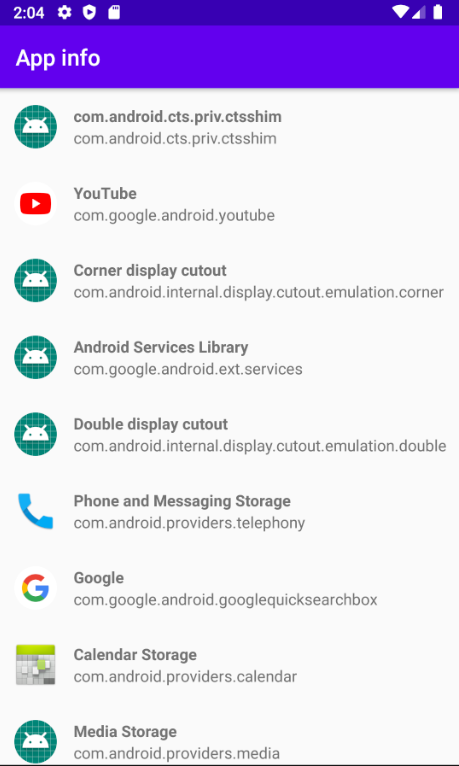 2:04
App info
com.android.cts.priv.ctsshim
com.android.cts.priv.ctsshim
YouTube
com.google.android.youtube
Corner display cutout
com.android.internal.display.cutout.emulation.corner
Android Services Library
com.google.android.ext.services
Double display cutout
com.android.internal.display.cutout.emulation.double
Phone and Messaging Storage
com.android.providers.telephony
Google
com.google.android.googlequicksearchbox
Calendar Storage
com.android.providers.calendar
Media Storage
com.android.providers.media